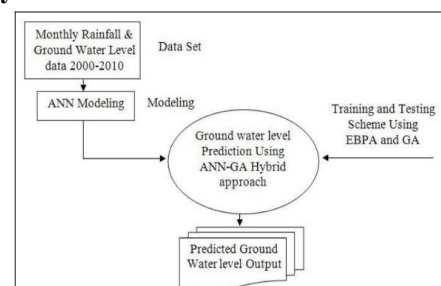 Monthly Rainfall &
Ground Water Level
data 2000-2010
Data Set
ANN Modeling
Modeling
Training and Testing
Scheme Using
EBPA and GA
Ground water level
Prediction Using
ANN-GA Hybrid
approach
Predicted Ground
Water level Output